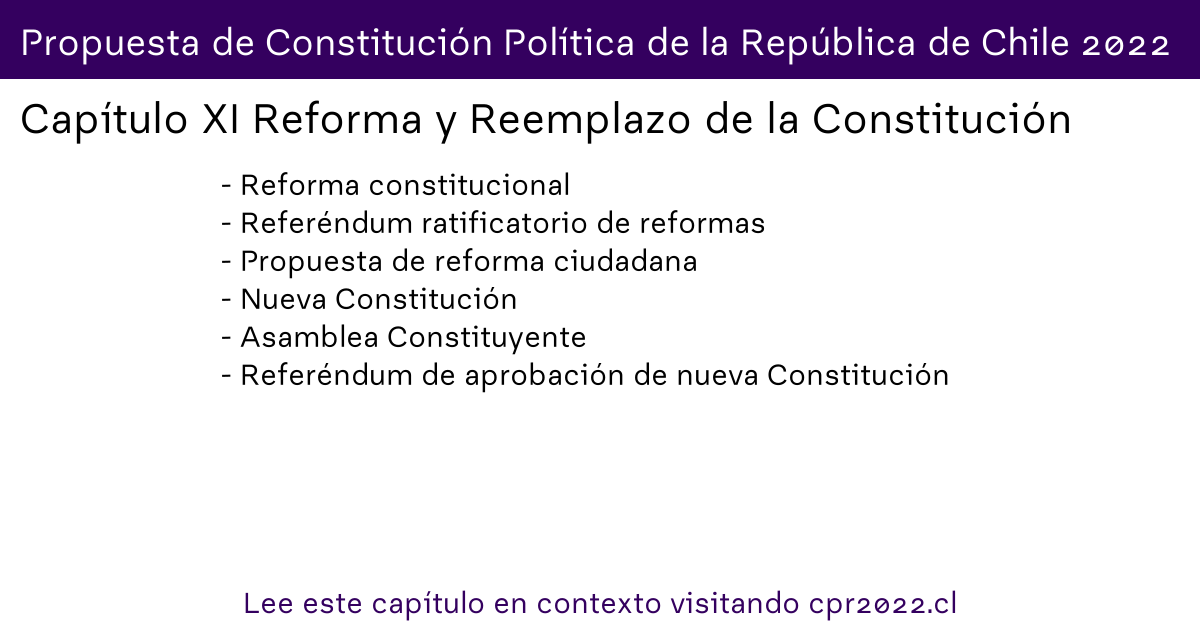 Propuesta de Constitución Política de la República de Chile 2022
Capítulo XI Reforma y Reemplazo de la Constitución
- Reforma constitucional
- Referéndum ratificatorio de reformas
- Propuesta de reforma ciudadana
- Nueva Constitución
- Asamblea Constituyente
- Referéndum de aprobación de nueva Constitución
Lee este capítulo en contexto visitando cpr2022.cl